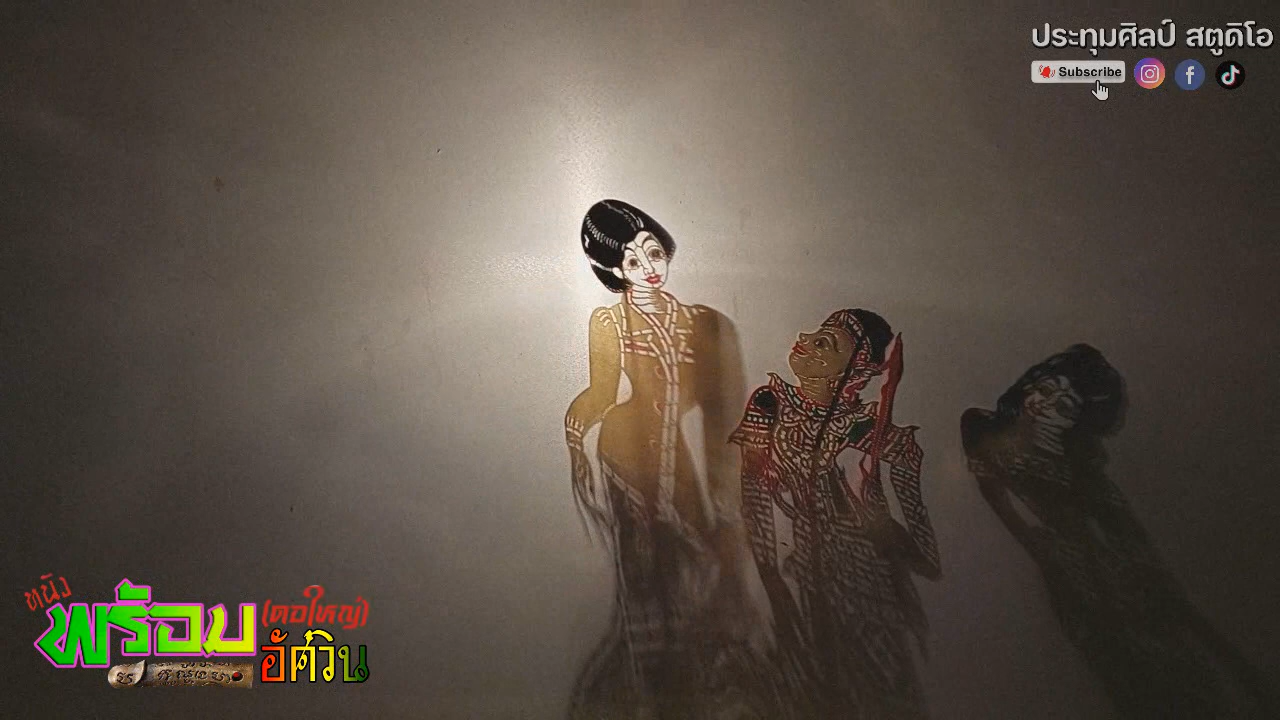 ประทุมศิลป์ สตูดิโอ
Subscribe
หนัง
พร้อม
(ตอใหญ่)
อัศวิน